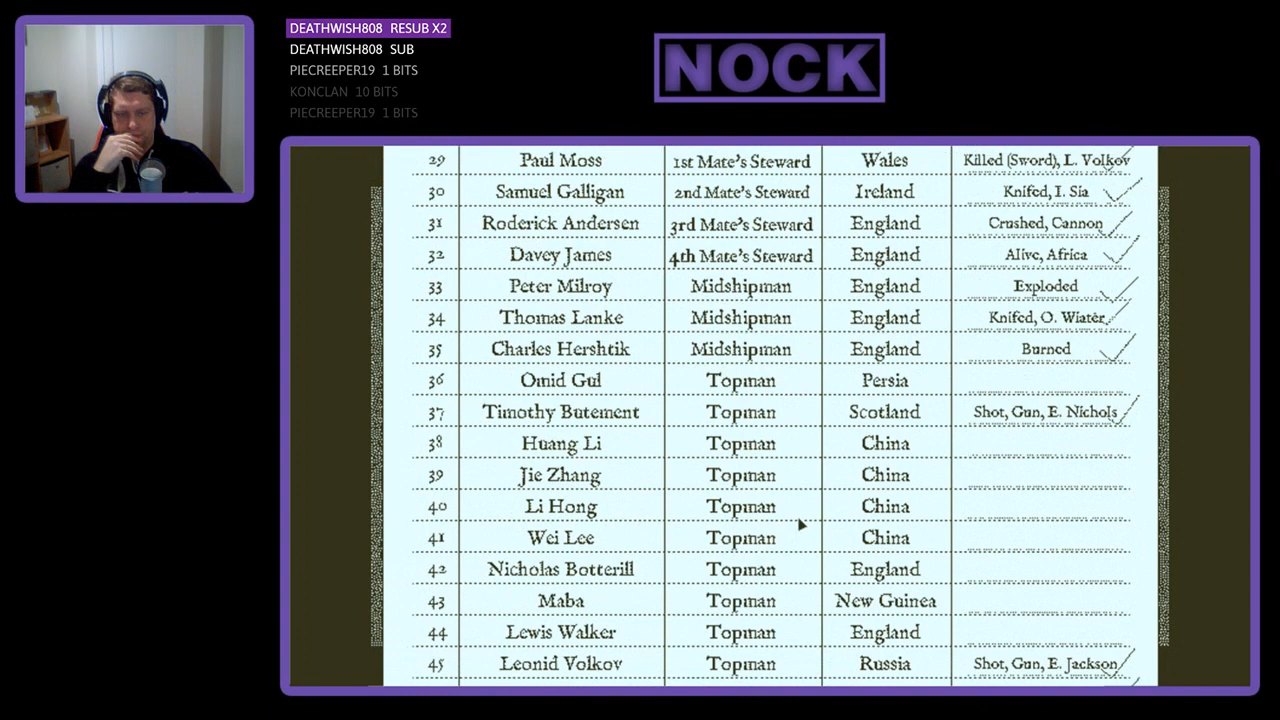 DEATHWISH808 RESUB X2
DEATHWISH808 SUB
PIECREEPER19 1 BITS
KONCLAN 10 BITS
PIECREEPER19 1 BITS
NOCK
29 Paul Moss 1st Mate's Steward Wales Killed (Sword), L. Volkov
30 Samuel Galligan 2nd Mate's Steward Ireland Knifed, I. Sia
31 Roderick Andersen 3rd Mate's Steward England Crushed, Cannon
32 Davey James 4th Mate's Steward England Alive, Africa
33 Peter Milroy Midshipman England Exploded
34 Thomas Lanke Midshipman England Knifed, O. Wiater
35 Charles Hershtik Midshipman England Burned
36 Omid Gul Topman Persia
37 Timothy Butement Topman Scotland Shot, Gun, E. Nichols
38 Huang Li Topman China
39 Jie Zhang Topman China
40 Li Hong Topman China
41 Wei Lee Topman China
42 Nicholas Botterill Topman England
43 Maba Topman New Guinea
44 Lewis Walker Topman England
45 Leonid Volkov Topman Russia Shot, Gun, E. Jackson